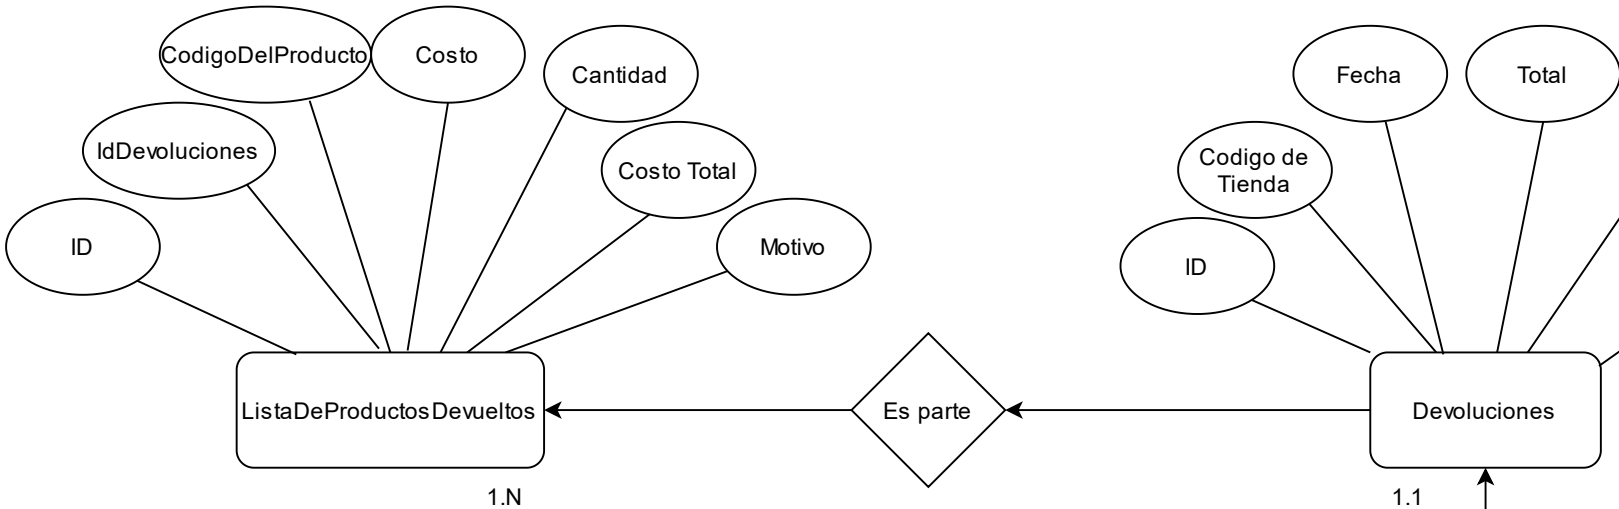 CodigoDelProducto
Costo
Cantidad
Fecha
Total
IdDevoluciones
Costo Total
Codigo de
Tienda
ID
Motivo
ID
ListaDeProductosDevueltos
Es parte
Devoluciones
1.N
1.1